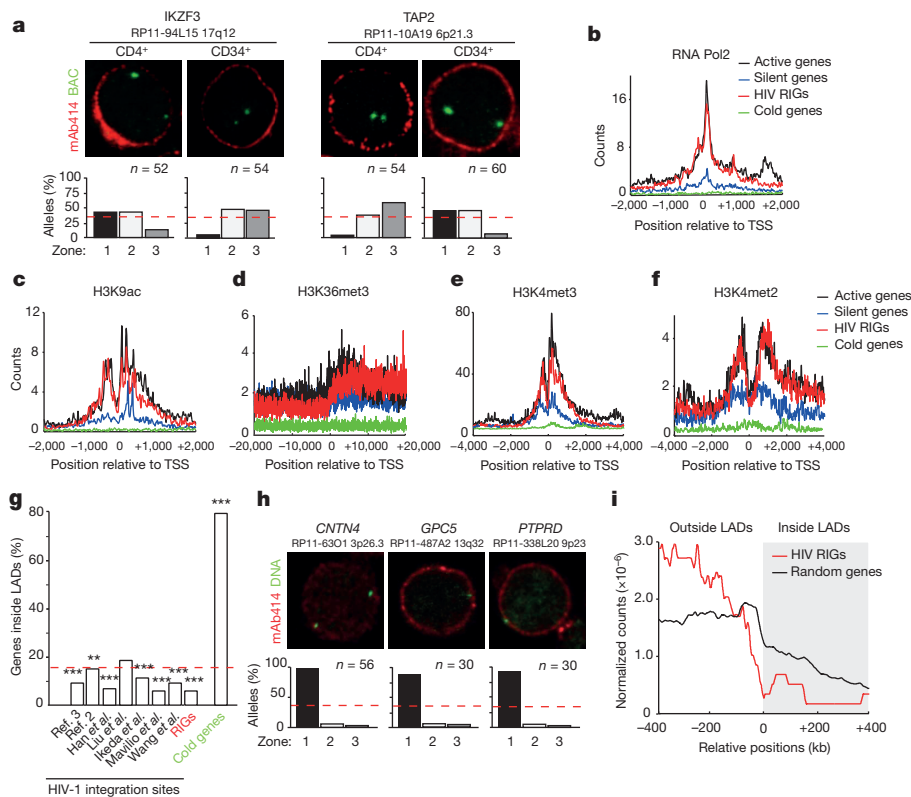 a
IKZF3
RP11-94L15 17q12
CD4+ CD34+
TAP2
RP11-10A19 6p21.3
CD4+ CD34+
mAb414 BAC
n = 52 n = 54 n = 54 n = 60
Alleles (%)
100
75
50
25
0
Zone: 1 2 3 1 2 3 1 2 3 1 2 3
b
RNA Pol2
Active genes
Silent genes
HIV RIGs
Cold genes
Counts
16
8
0
−2,000 −1,000 0 +1,000 +2,000
Position relative to TSS
c
H3K9ac
Counts
12
8
4
0
−2,000 −1,000 0 +1,000 +2,000
Position relative to TSS
d
H3K36met3
6
4
2
0
−20,000 −10,000 0 10,000 20,000
Position relative to TSS
e
H3K4met3
80
40
0
−4,000 −2,000 0 +2,000 +4,000
Position relative to TSS
f
H3K4met2
6
4
2
0
−4,000 −2,000 0 +2,000 +4,000
Position relative to TSS
Active genes
Silent genes
HIV RIGs
Cold genes
g
Genes inside LADs (%)
80
60
40
20
0
*** ** *** *** *** *** ***
Ref. 3
Ref. 2
Han et al.
Liu et al.
Ikeda et al.
Mavilio et al.
Wang et al.
RIGs
Cold genes
HIV-1 integration sites
h
CNTN4 GPC5 PTPRD
RP11-63O1 3p26.3 RP11-487A2 13q32 RP11-338L20 9p23
mAb414 DNA
n = 56 n = 30 n = 30
Alleles (%)
100
75
50
25
0
Zone: 1 2 3 1 2 3 1 2 3
i
Outside LADs Inside LADs
HIV RIGs
Random genes
Normalized counts (×10−6)
3.0
2.0
1.0
0
−400 −200 0 +200 +400
Relative positions (kb)